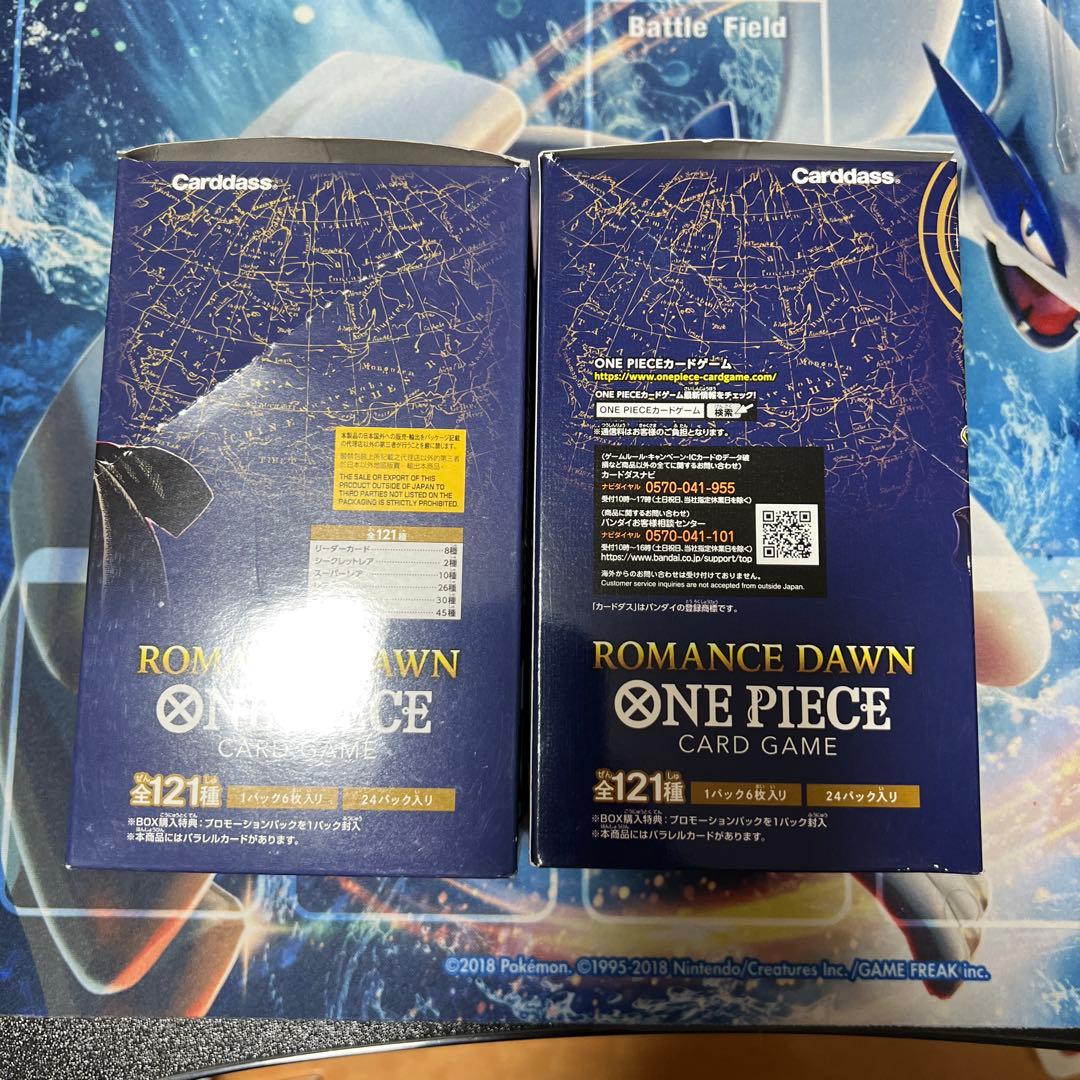 Battle Field
Carddass®
本製品の日本国外への販売・輸出をパッケージ記載
の代理店以外の第三者が行うことを禁じます。
THE SALE OR EXPORT OF THIS
PRODUCT OUTSIDE OF JAPAN TO
THIRD PARTIES NOT LISTED ON THE
PACKAGING IS STRICTLY PROHIBITED.
全121種
リーダーカード 8種
シークレットレア 2種
スーパーレア 10種
26種
30種
45種
ROMANCE DAWN
ONE PIECE
CARD GAME
全121種
1パック6枚入り
24パック入り
※BOX購入特典:プロモーションパックを1パック封入
※本商品にはパラレルカードがあります。
Carddass®
ONE PIECEカードゲーム
https://www.onepiece-cardgame.com/
ONE PIECEカードゲーム最新情報をチェック!
ONE PIECEカードゲーム 検索
※通信料はお客様のご負担となります。
(ゲームルール・キャンペーン・ICカードのデータ破
損など商品以外の全てに関するお問い合わせ)
カードダスナビ
ナビダイヤル 0570-041-955
受付10時~17時(土日祝日、当社指定休業日を除く)
(商品に関するお問い合わせ)
バンダイお客様相談センター
ナビダイヤル 0570-041-101
受付10時~16時(土日祝日、当社指定休業日を除く)
https://www.bandai.co.jp/support/top
海外からのお問い合わせは受け付けておりません。
Customer service inquiries are not accepted from outside Japan.
「カードダス」はバンダイの登録商標です。
ROMANCE DAWN
ONE PIECE
CARD GAME
全121種
1パック6枚入り
24パック入り
※BOX購入特典:プロモーションパックを1パック封入
※本商品にはパラレルカードがあります。
©2018 Pokémon. ©1995-2018 Nintendo/Creatures Inc. /GAME FREAK inc.